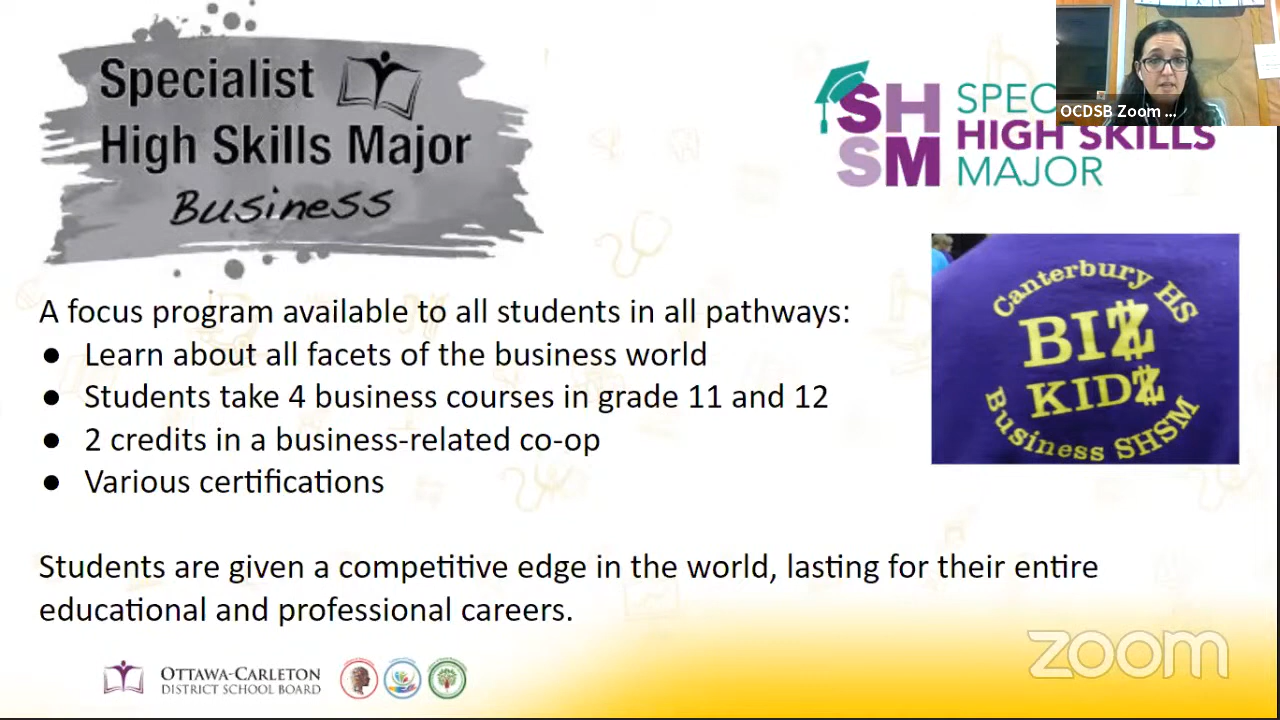 Specialist
High Skills Major
Business
SHSM
SPEC
HIGH SKILLS
MAJOR
OCDSB Zoom ...
Canterbury HS
BIZ
KIDZ
Business SHSM
A focus program available to all students in all pathways:
● Learn about all facets of the business world
● Students take 4 business courses in grade 11 and 12
● 2 credits in a business-related co-op
● Various certifications
Students are given a competitive edge in the world, lasting for their entire
educational and professional careers.
OTTAWA-CARLETON
DISTRICT SCHOOL BOARD
zoom